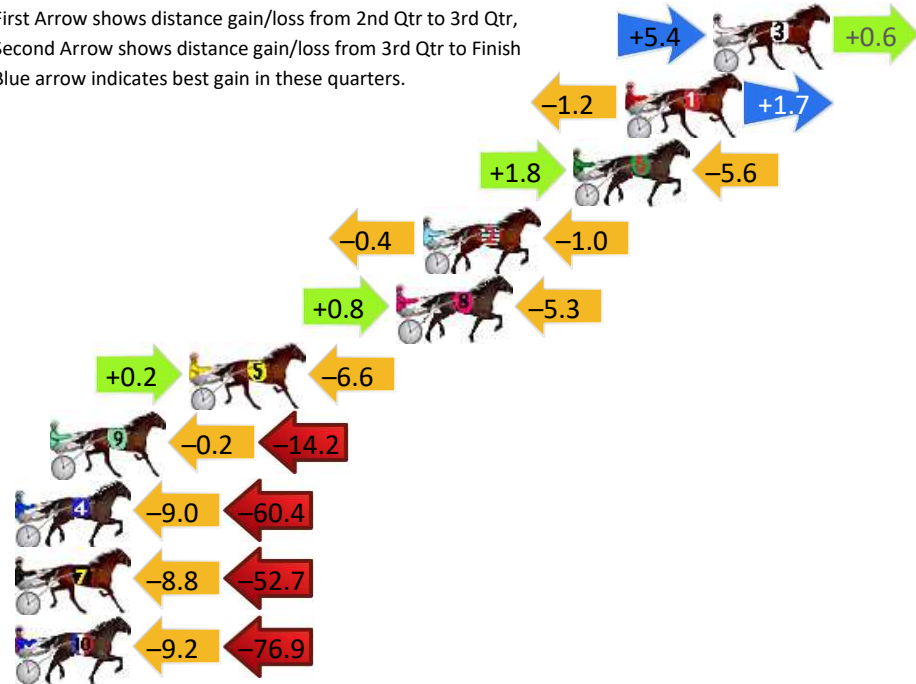 First Arrow shows distance gain/loss from 2nd Qtr to 3rd Qtr,
Second Arrow shows distance gain/loss from 3rd Qtr to Finish
Blue arrow indicates best gain in these quarters.
+5.4 3 +0.6
–1.2 1 +1.7
+1.8 6 –5.6
–0.4 2 –1.0
+0.8 8 –5.3
+0.2 5 –6.6
9 –0.2 –14.2
4 –9.0 –60.4
7 –8.8 –52.7
10 –9.2 –76.9